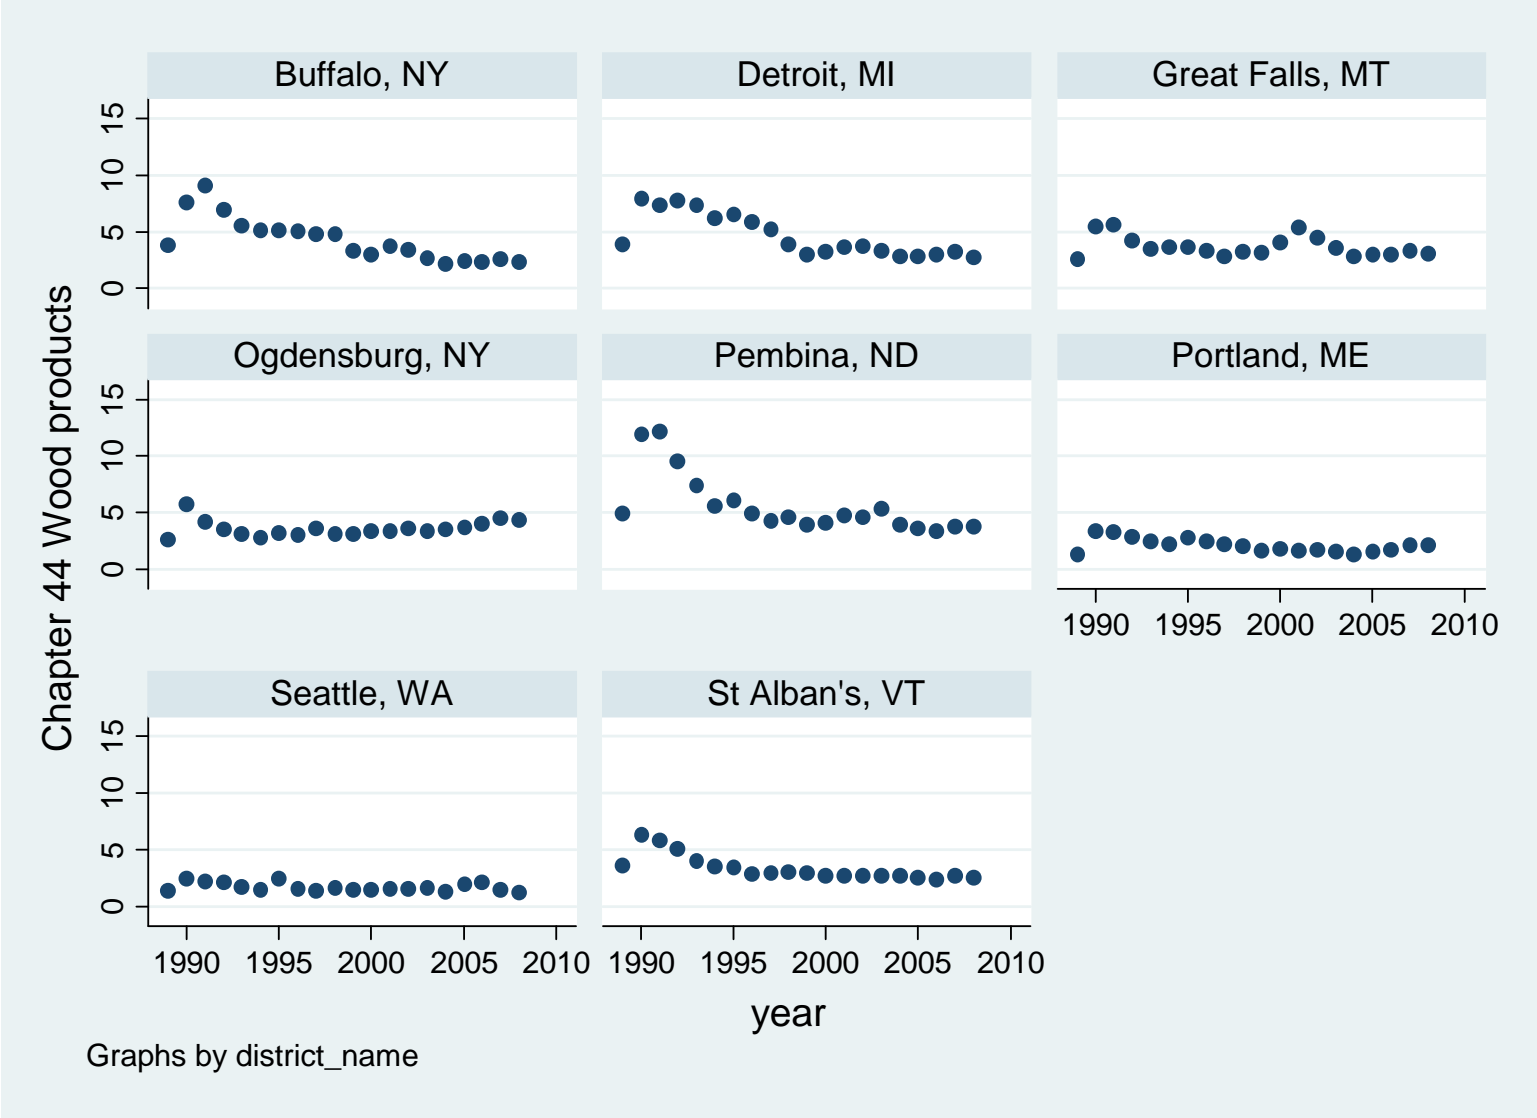 Buffalo, NY
Detroit, MI
Great Falls, MT
15
10
5
0
Ogdensburg, NY
Pembina, ND
Portland, ME
15
10
5
0
1990 1995 2000 2005 2010
Seattle, WA
St Alban's, VT
15
10
5
0
1990 1995 2000 2005 2010
1990 1995 2000 2005 2010
Chapter 44 Wood products
year
Graphs by district_name